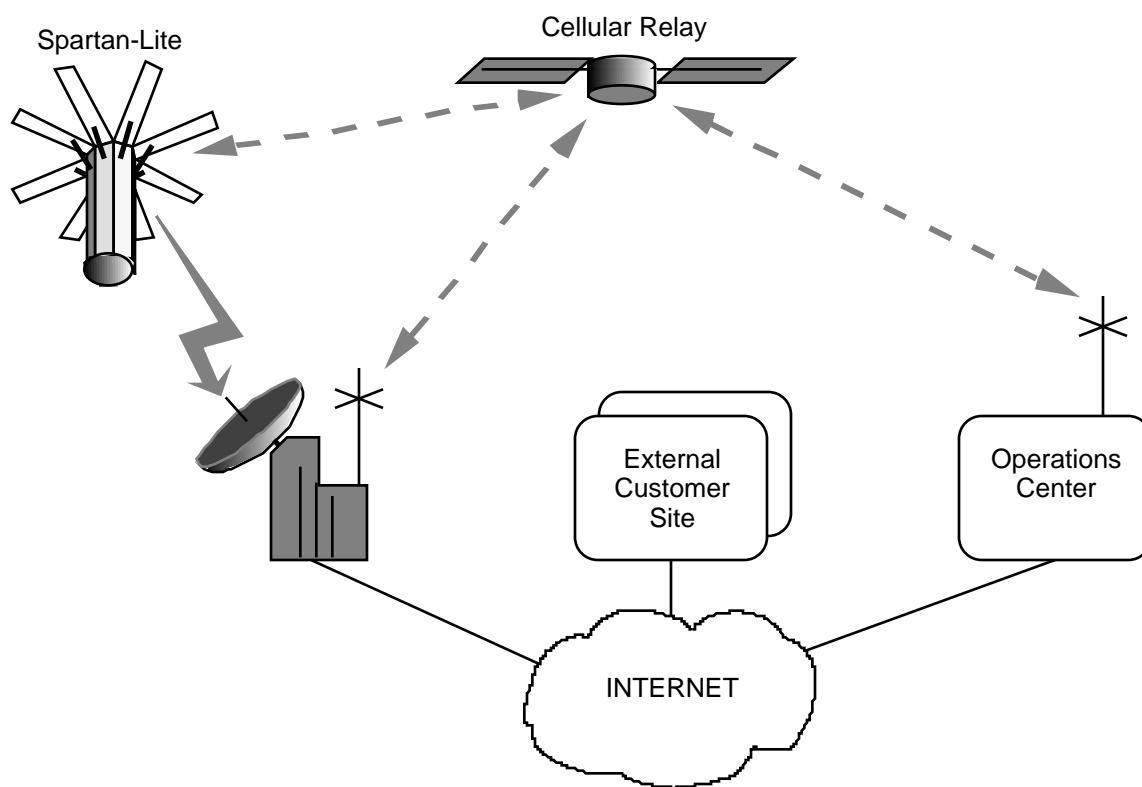 Spartan-Lite
Cellular Relay
External
Customer
Site
Operations
Center
INTERNET